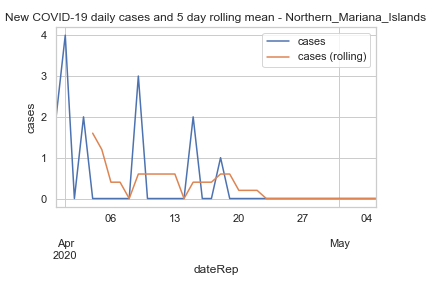 New COVID-19 daily cases and 5 day rolling mean - Northern_Mariana_Islands
cases
cases (rolling)
4
3
2
1
0
cases
06
13
20
27
04
Apr
2020
May
dateRep